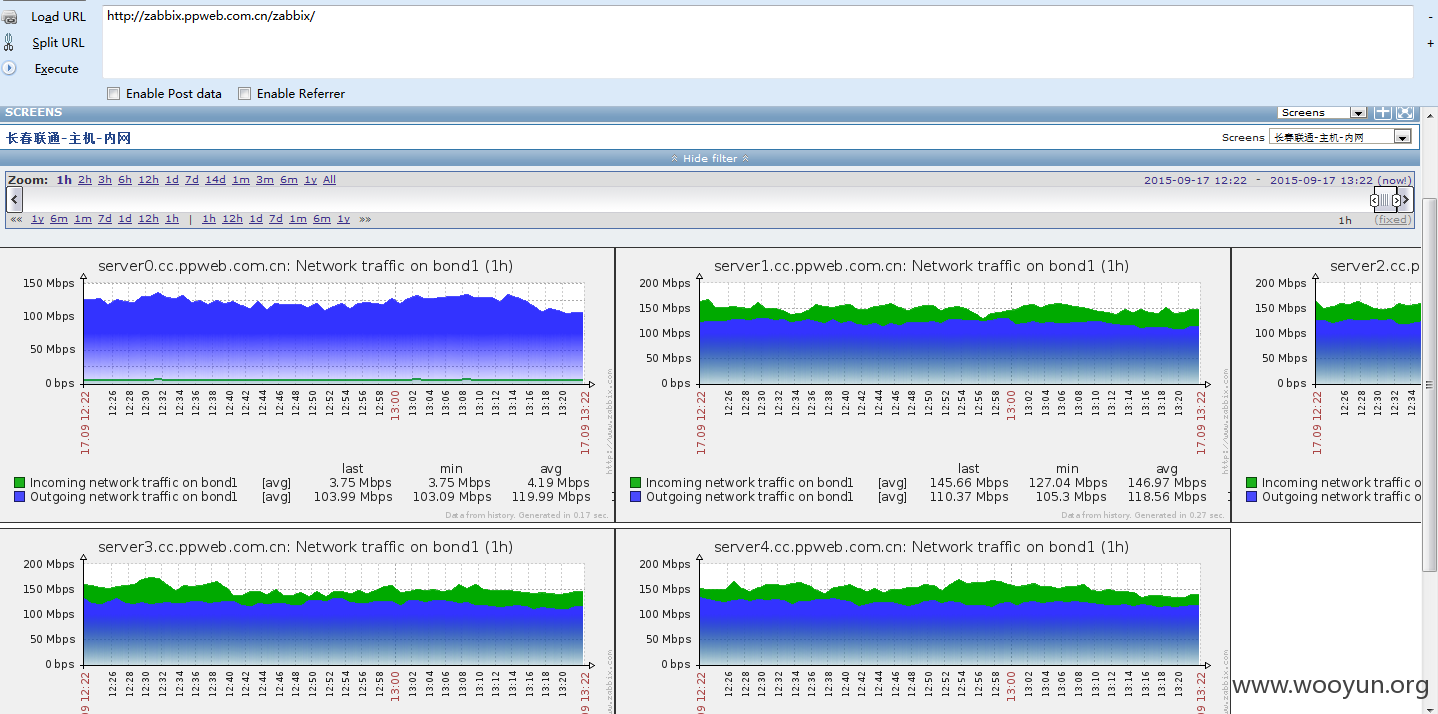 Load URL
http://zabbix.ppweb.com.cn/zabbix/
-
Split URL
+
Execute
Enable Post data Enable Referrer
SCREENS Screens
长春联通-主机-内网 Screens 长春联通-主机-内网
Hide filter
Zoom: 1h 2h 3h 6h 12h 1d 7d 14d 1m 3m 6m 1y All 2015-09-17 12:22 - 2015-09-17 13:22 (now!)
«« 1y 6m 1m 7d 1d 12h 1h | 1h 12h 1d 7d 1m 6m 1y »» 1h (fixed)
server0.cc.ppweb.com.cn: Network traffic on bond1 (1h)
150 Mbps
100 Mbps
50 Mbps
0 bps
17.09 12:22 12:26 12:28 12:30 12:32 12:34 12:36 12:38 12:40 12:42 12:44 12:46 12:48 12:50 12:52 12:54 12:56 12:58 13:00 13:02 13:04 13:06 13:08 13:10 13:12 13:14 13:16 13:18 13:20 17.09 13:22
last min avg
Incoming network traffic on bond1 [avg] 3.75 Mbps 3.75 Mbps 4.19 Mbps
Outgoing network traffic on bond1 [avg] 103.99 Mbps 103.09 Mbps 119.99 Mbps
Data from history. Generated in 0.17 sec.
http://www.zabbix.com
server1.cc.ppweb.com.cn: Network traffic on bond1 (1h)
200 Mbps
150 Mbps
100 Mbps
50 Mbps
0 bps
17.09 12:22 12:26 12:28 12:30 12:32 12:34 12:36 12:38 12:40 12:42 12:44 12:46 12:48 12:50 12:52 12:54 12:56 12:58 13:00 13:02 13:04 13:06 13:08 13:10 13:12 13:14 13:16 13:18 13:20 17.09 13:22
last min avg
Incoming network traffic on bond1 [avg] 145.66 Mbps 127.04 Mbps 146.97 Mbps
Outgoing network traffic on bond1 [avg] 110.37 Mbps 105.3 Mbps 118.56 Mbps
Data from history. Generated in 0.27 sec.
http://www.zabbix.com
server2.cc.p
200 Mbps
150 Mbps
100 Mbps
50 Mbps
0 bps
17.09 12:22 12:26 12:28 12:30 12:32 12:34
Incoming network traffic o
Outgoing network traffic o
server3.cc.ppweb.com.cn: Network traffic on bond1 (1h)
200 Mbps
150 Mbps
100 Mbps
50 Mbps
0 bps
09 12:22 12:26 12:28 12:30 12:32 12:34 12:36 12:38 12:40 12:42 12:44 12:46 12:48 12:50 12:52 12:54 12:56 12:58 13:00 13:02 13:04 13:06 13:08 13:10 13:12 13:14 13:16 13:18 13:20 09 13:22
www.zabbix.com
server4.cc.ppweb.com.cn: Network traffic on bond1 (1h)
200 Mbps
150 Mbps
100 Mbps
50 Mbps
0 bps
09 12:22 12:26 12:28 12:30 12:32 12:34 12:36 12:38 12:40 12:42 12:44 12:46 12:48 12:50 12:52 12:54 12:56 12:58 13:00 13:02 13:04 13:06 13:08 13:10 13:12 13:14 13:16 13:18 13:20 09 13:22
www.zabbix.com
www.wooyun.org